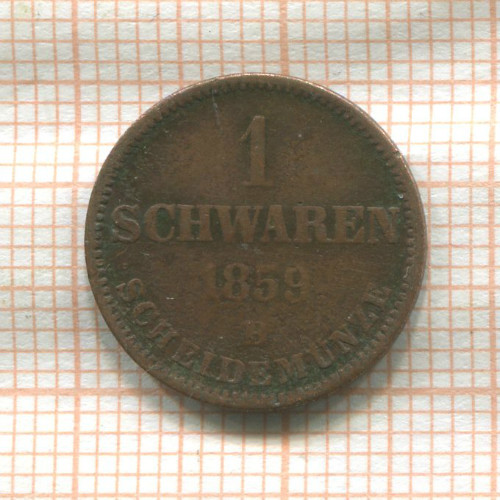 1
SCHWAREN
1859
B
SCHEIDEMÜNZE